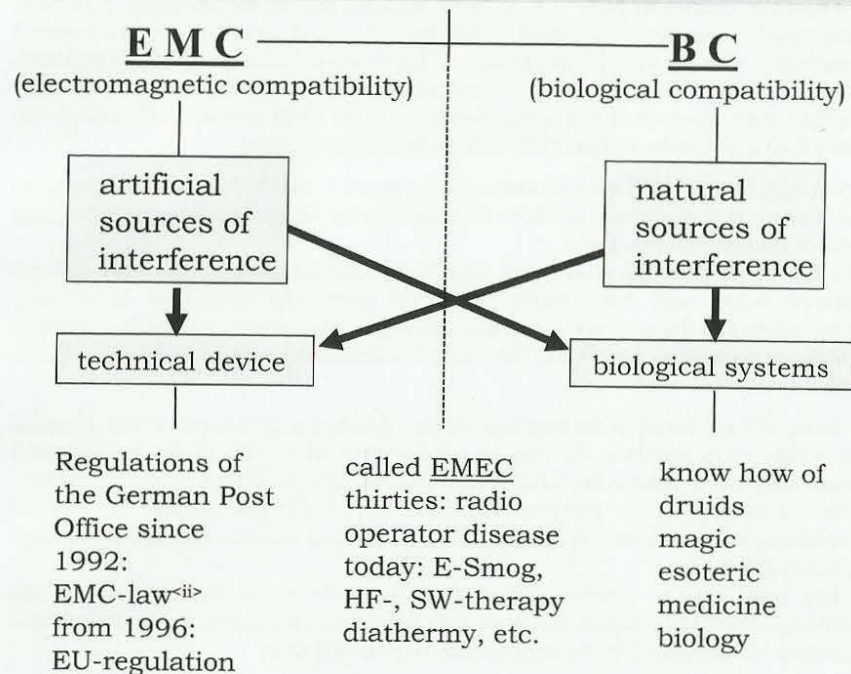 E M C
B C
(electromagnetic compatibility)
(biological compatibility)
artificial
sources of
interference
natural
sources of
interference
technical device
biological systems
Regulations of
the German Post
Office since
1992:
EMC-law<ii>
from 1996:
EU-regulation
called EMEC
thirties: radio
operator disease
today: E-Smog,
HF-, SW-therapy
diathermy, etc.
know how of
druids
magic
esoteric
medicine
biology